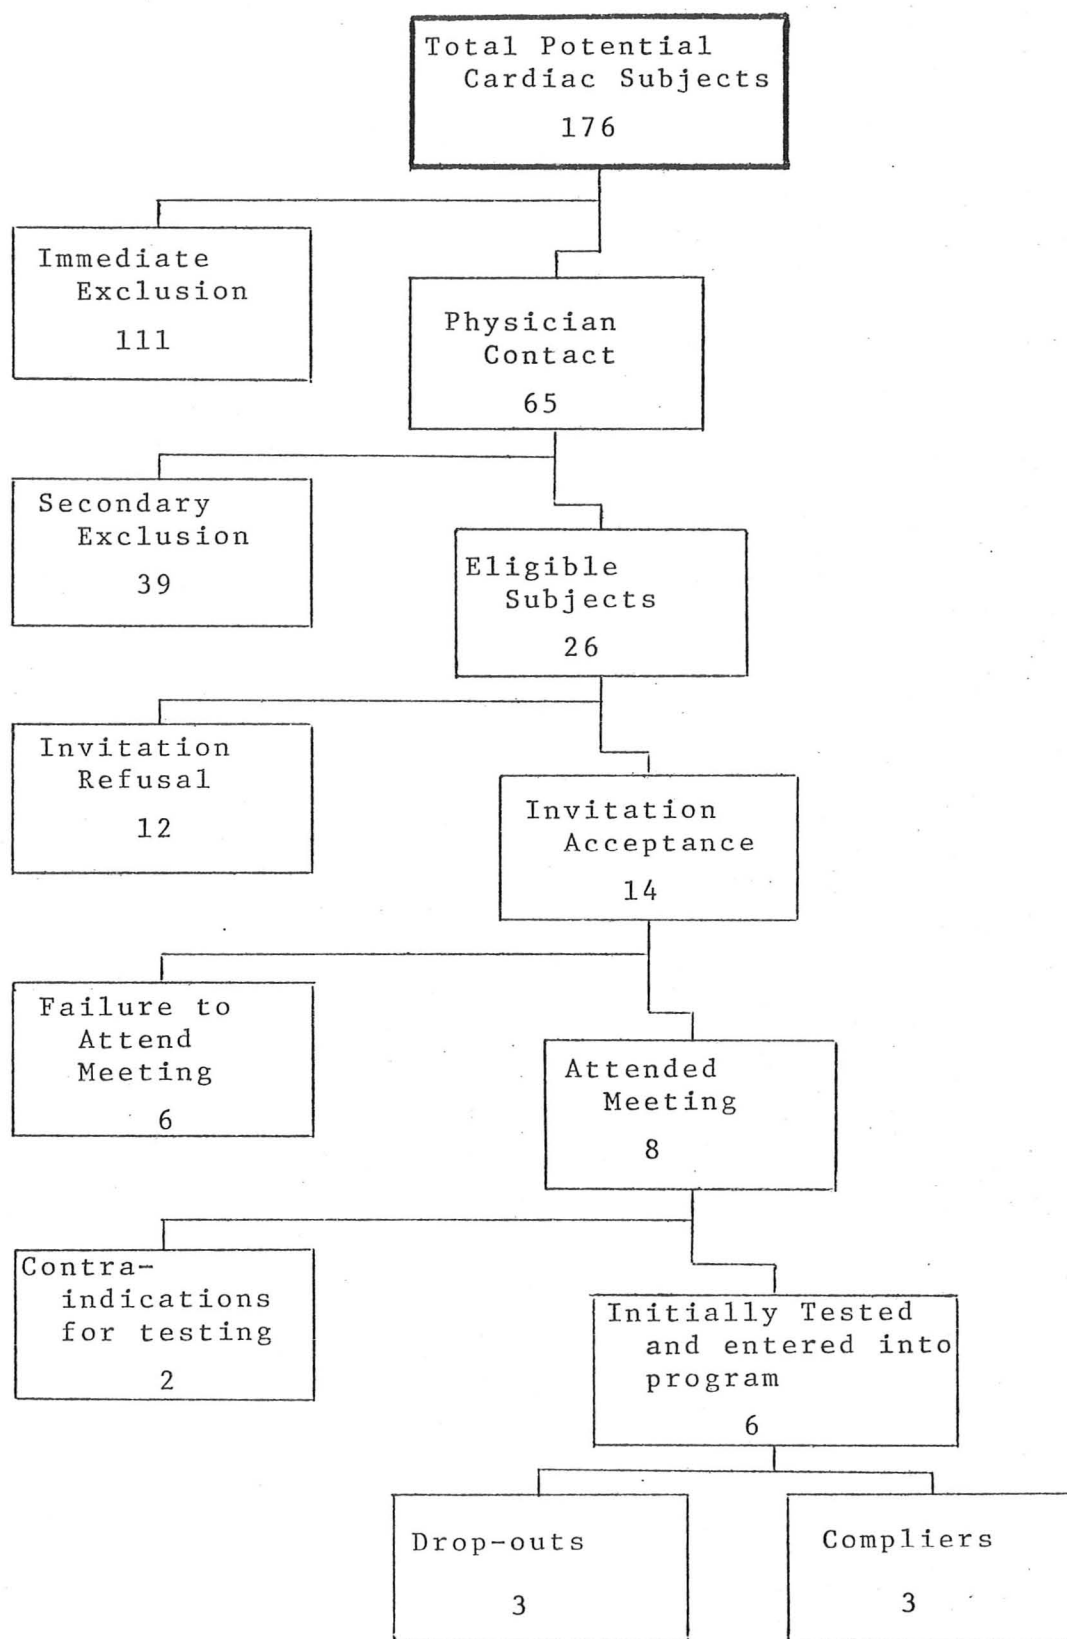 Total Potential
Cardiac Subjects
176
Immediate
Exclusion
111
Physician
Contact
65
Secondary
Exclusion
39
Eligible
Subjects
26
Invitation
Refusal
12
Invitation
Acceptance
14
Failure to
Attend
Meeting
6
Attended
Meeting
8
Contra-
indications
for testing
2
Initially Tested
and entered into
program
6
Drop-outs
3
Compliers
3